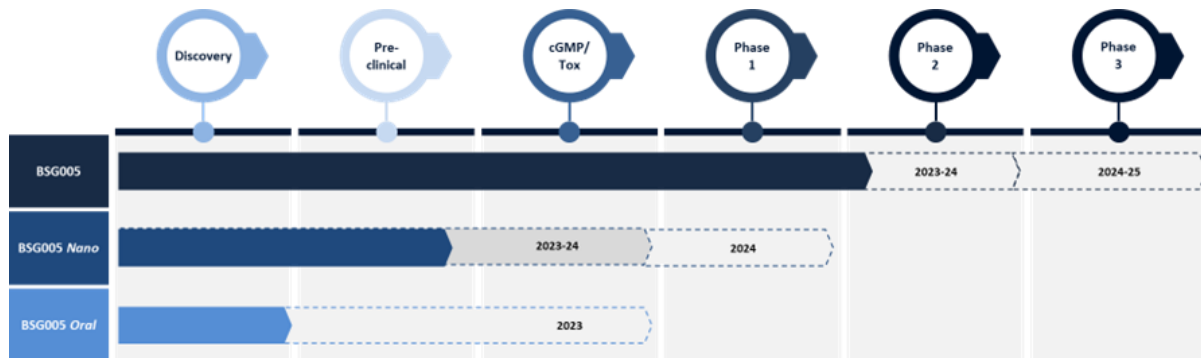 Discovery
Pre-
clinical
cGMP/
Tox
Phase
1
Phase
2
Phase
3
BSG005
2023-24
2024-25
BSG005 Nano
2023-24
2024
BSG005 Oral
2023